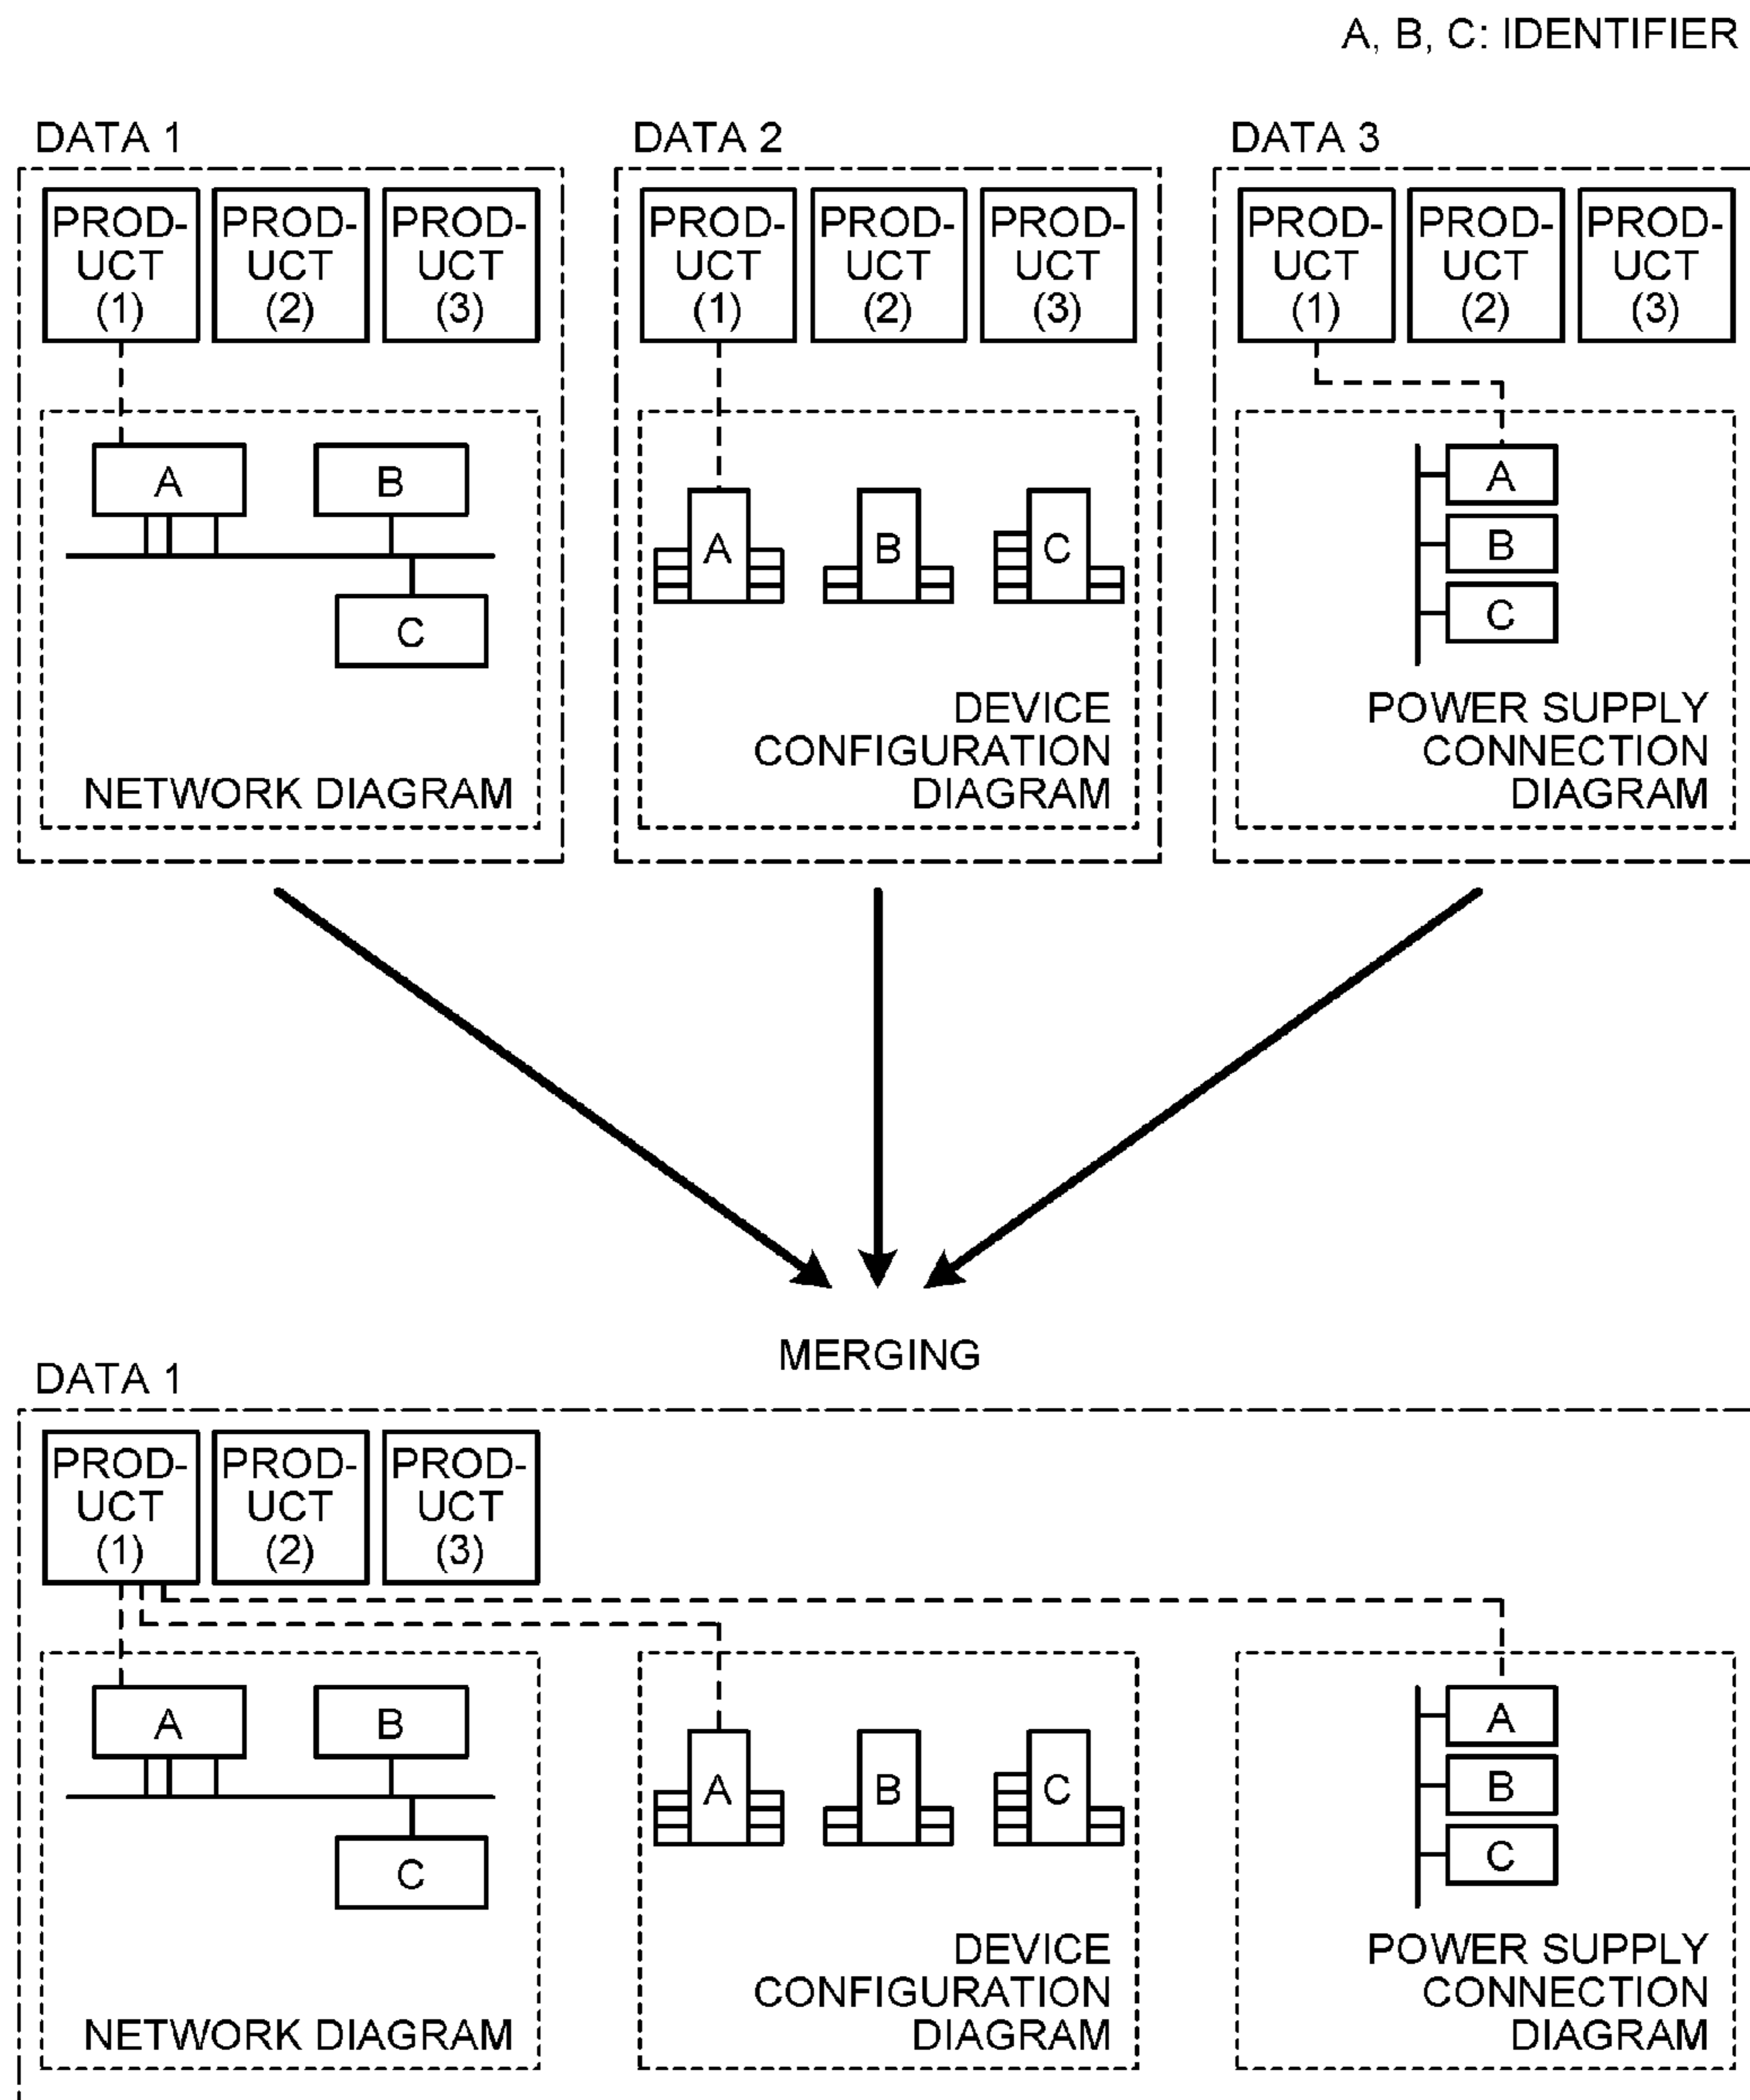 A, B, C: IDENTIFIER
DATA 1
PROD-
UCT
(1)
PROD-
UCT
(2)
PROD-
UCT
(3)
A
B
C
NETWORK DIAGRAM
DATA 2
PROD-
UCT
(1)
PROD-
UCT
(2)
PROD-
UCT
(3)
A
B
C
DEVICE
CONFIGURATION
DIAGRAM
DATA 3
PROD-
UCT
(1)
PROD-
UCT
(2)
PROD-
UCT
(3)
A
B
C
POWER SUPPLY
CONNECTION
DIAGRAM
MERGING
DATA 1
PROD-
UCT
(1)
PROD-
UCT
(2)
PROD-
UCT
(3)
A
B
C
NETWORK DIAGRAM
A
B
C
DEVICE
CONFIGURATION
DIAGRAM
A
B
C
POWER SUPPLY
CONNECTION
DIAGRAM